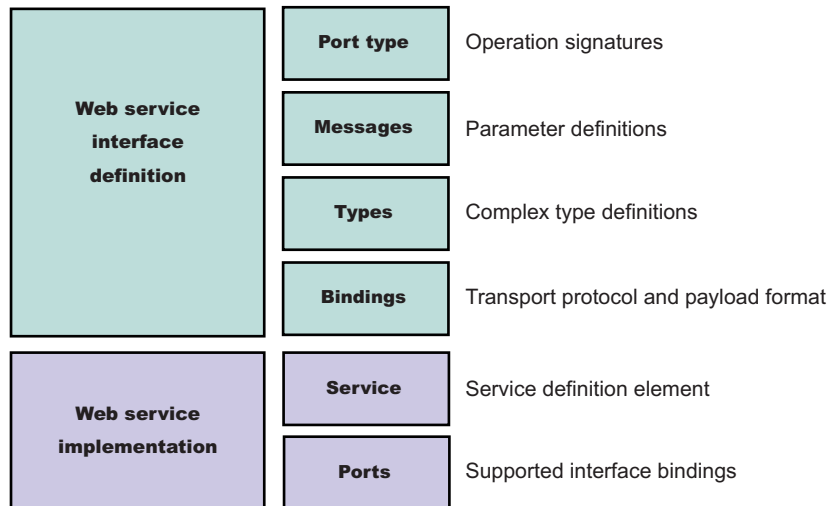 Web service
interface
definition
Port type
Operation signatures
Messages
Parameter definitions
Types
Complex type definitions
Bindings
Transport protocol and payload format
Web service
implementation
Service
Service definition element
Ports
Supported interface bindings